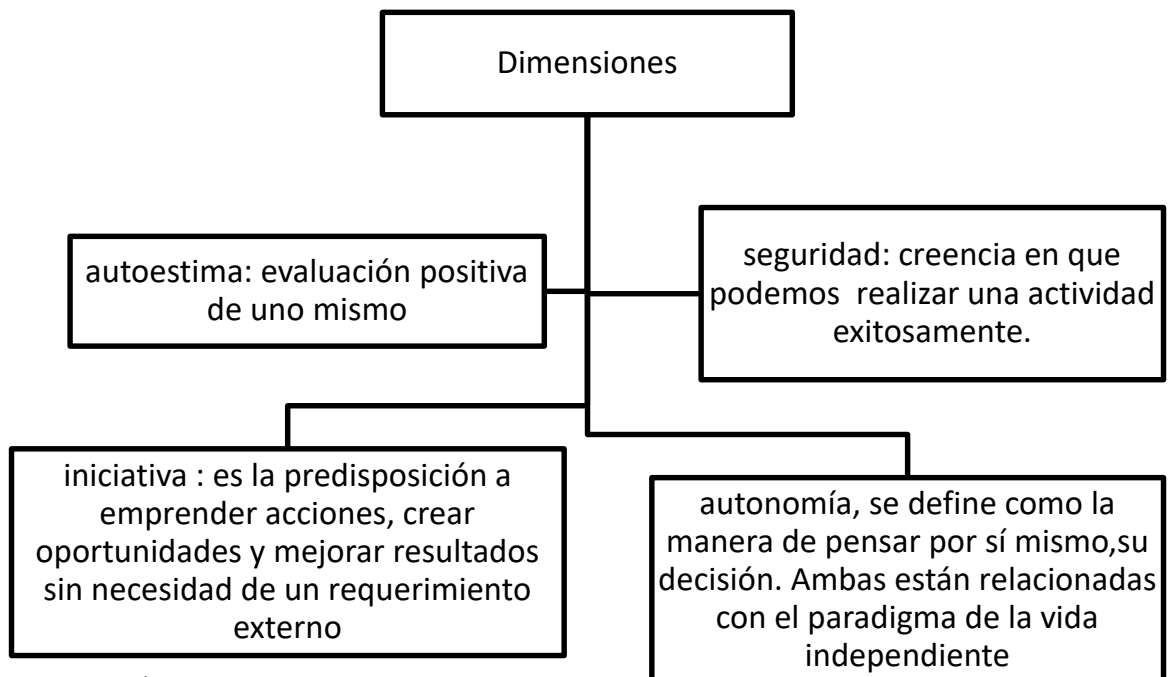 Dimensiones
autoestima: evaluación positiva
de uno mismo
seguridad: creencia en que
podemos  realizar una actividad
exitosamente.
iniciativa : es la predisposición a
emprender acciones, crear
oportunidades y mejorar resultados
sin necesidad de un requerimiento
externo
autonomía, se define como la
manera de pensar por sí mismo,su
decisión. Ambas están relacionadas
con el paradigma de la vida
independiente